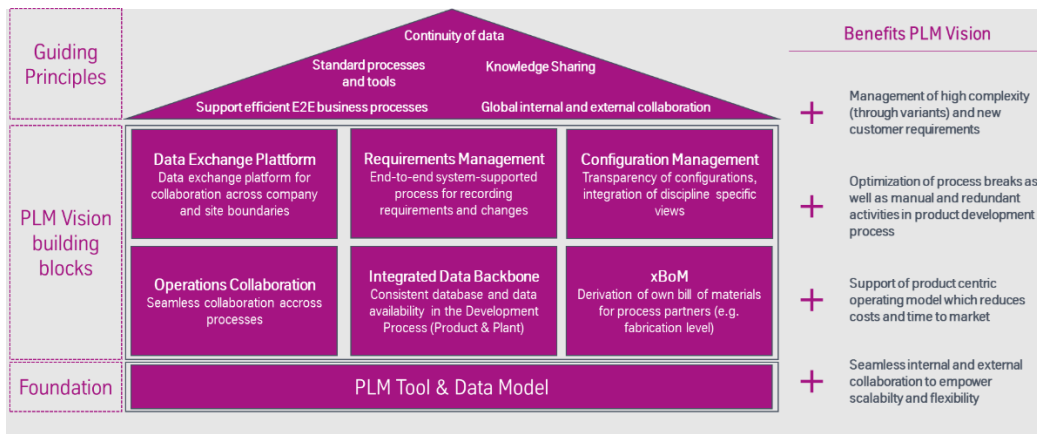 Guiding
Principles
Continuity of data
Standard processes
and tools
Knowledge Sharing
Support efficient E2E business processes
Global internal and external collaboration
PLM Vision
building
blocks
Data Exchange Plattform
Data exchange platform for
collaboration across company
and site boundaries
Requirements Management
End-to-end system-supported
process for recording
requirements and changes
Configuration Management
Transparency of configurations,
integration of discipline specific
views
Operations Collaboration
Seamless collaboration accross
processes
Integrated Data Backbone
Consistent database and data
availability in the Development
Process (Product & Plant)
xBoM
Derivation of own bill of materials
for process partners (e.g.
fabrication level)
Foundation
PLM Tool & Data Model
Benefits PLM Vision
+ Management of high complexity
(through variants) and new
customer requirements
+ Optimization of process breaks as
well as manual and redundant
activities in product development
process
+ Support of product centric
operating model which reduces
costs and time to market
+ Seamless internal and external
collaboration to empower
scalabilty and flexibility